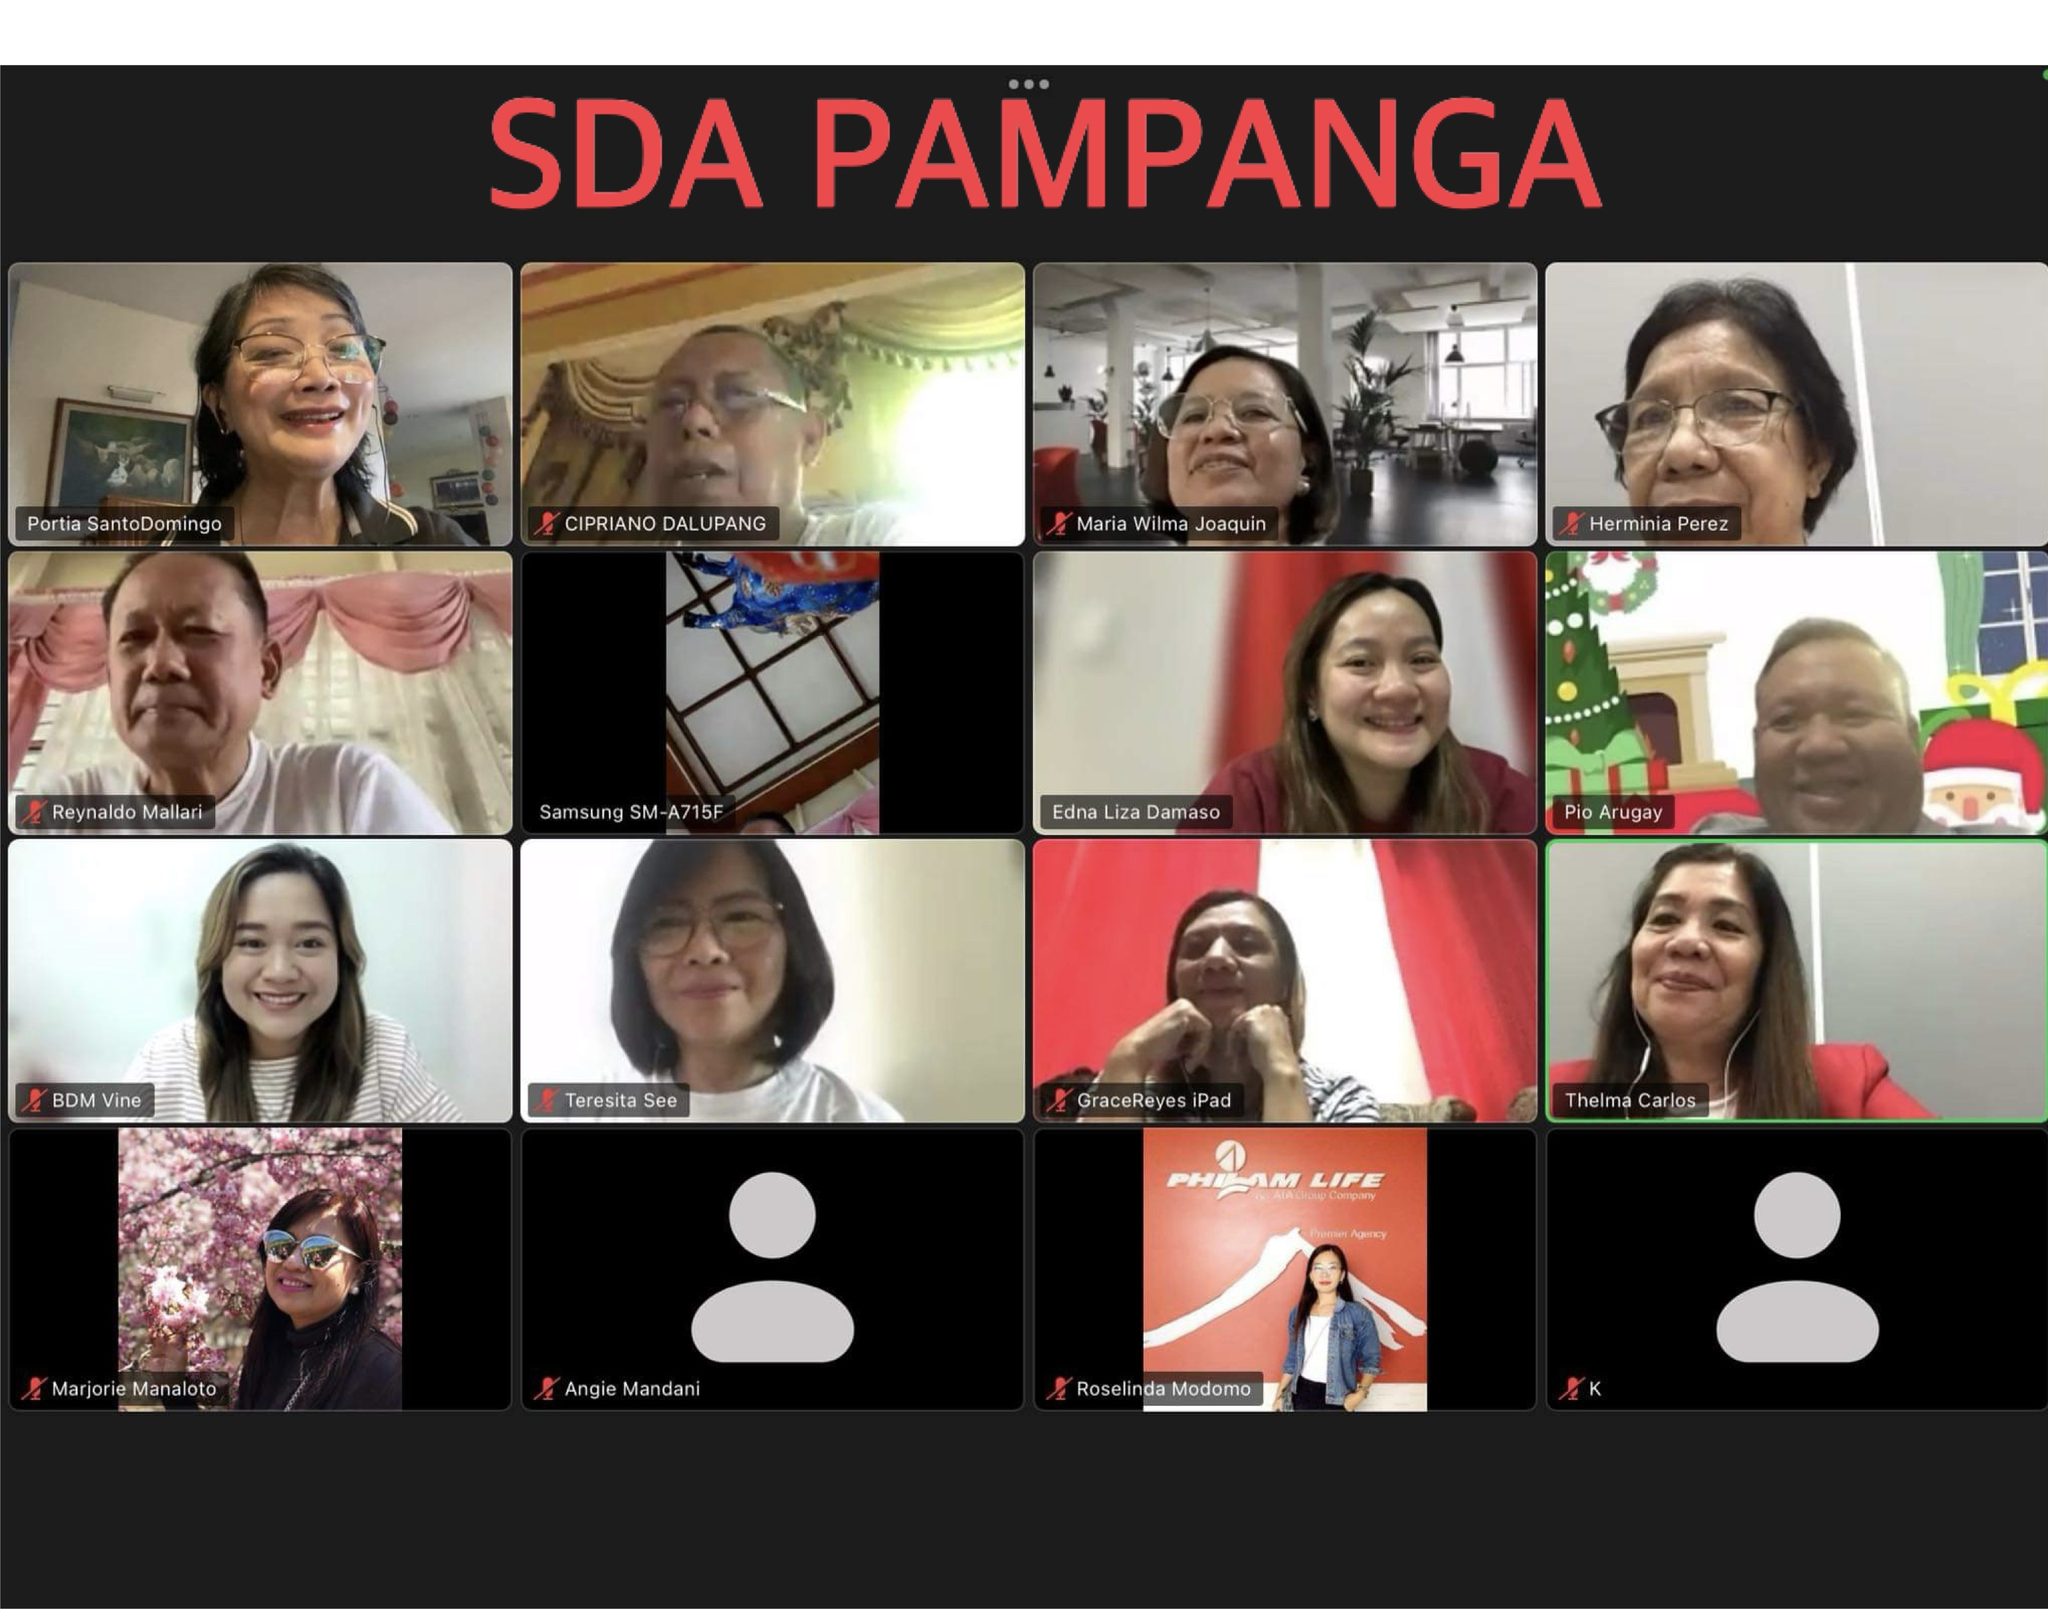 SDA PAMPANGA
Portia SantoDomingo
CIPRIANO DALUPANG
Maria Wilma Joaquin
Herminia Perez
Reynaldo Mallari
Samsung SM-A715F
Edna Liza Damaso
Pio Arugay
BDM Vine
Teresita See
GraceReyes iPad
Thelma Carlos
Marjorie Manaloto
Angie Mandani
PHILAM LIFE
an AIA Group Company
Premier Agency
Roselinda Modomo
K